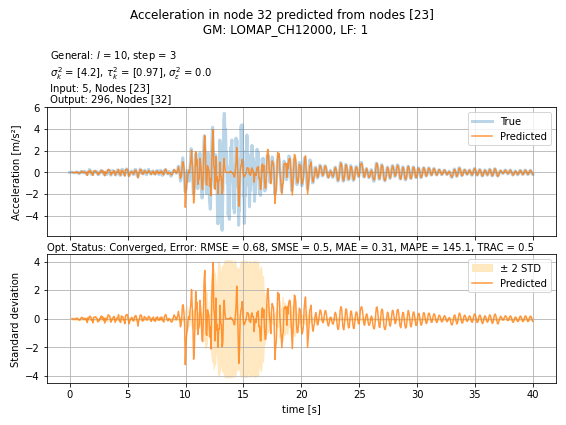 Acceleration in node 32 predicted from nodes [23]
GM: LOMAP_CH12000, LF: 1
General: l = 10, step = 3
σ²ₖ = [4.2], τ²ₖ = [0.97], σ²ε = 0.0
Input: 5, Nodes [23]
Output: 296, Nodes [32]
Acceleration [m/s²]
6
4
2
0
−2
−4
True
Predicted
Opt. Status: Converged, Error: RMSE = 0.68, SMSE = 0.5, MAE = 0.31, MAPE = 145.1, TRAC = 0.5
Standard deviation
4
2
0
−2
−4
± 2 STD
Predicted
0 5 10 15 20 25 30 35 40
time [s]